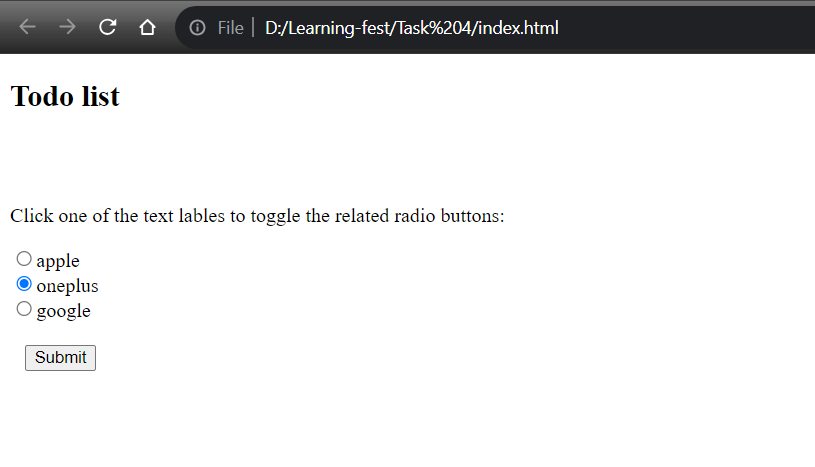 File D:/Learning-fest/Task%204/index.html
Todo list
Click one of the text lables to toggle the related radio buttons:
apple
oneplus
google
Submit